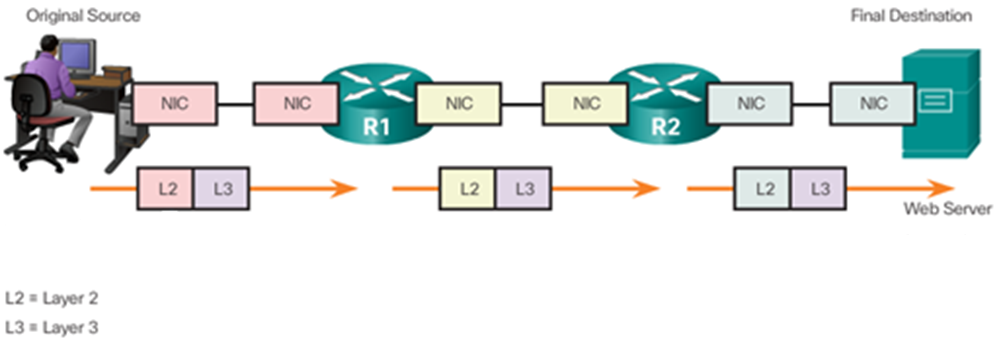 Original Source
Final Destination
NIC NIC R1 NIC NIC R2 NIC NIC
L2 L3 L2 L3 L2 L3
Web Server
L2 = Layer 2
L3 = Layer 3